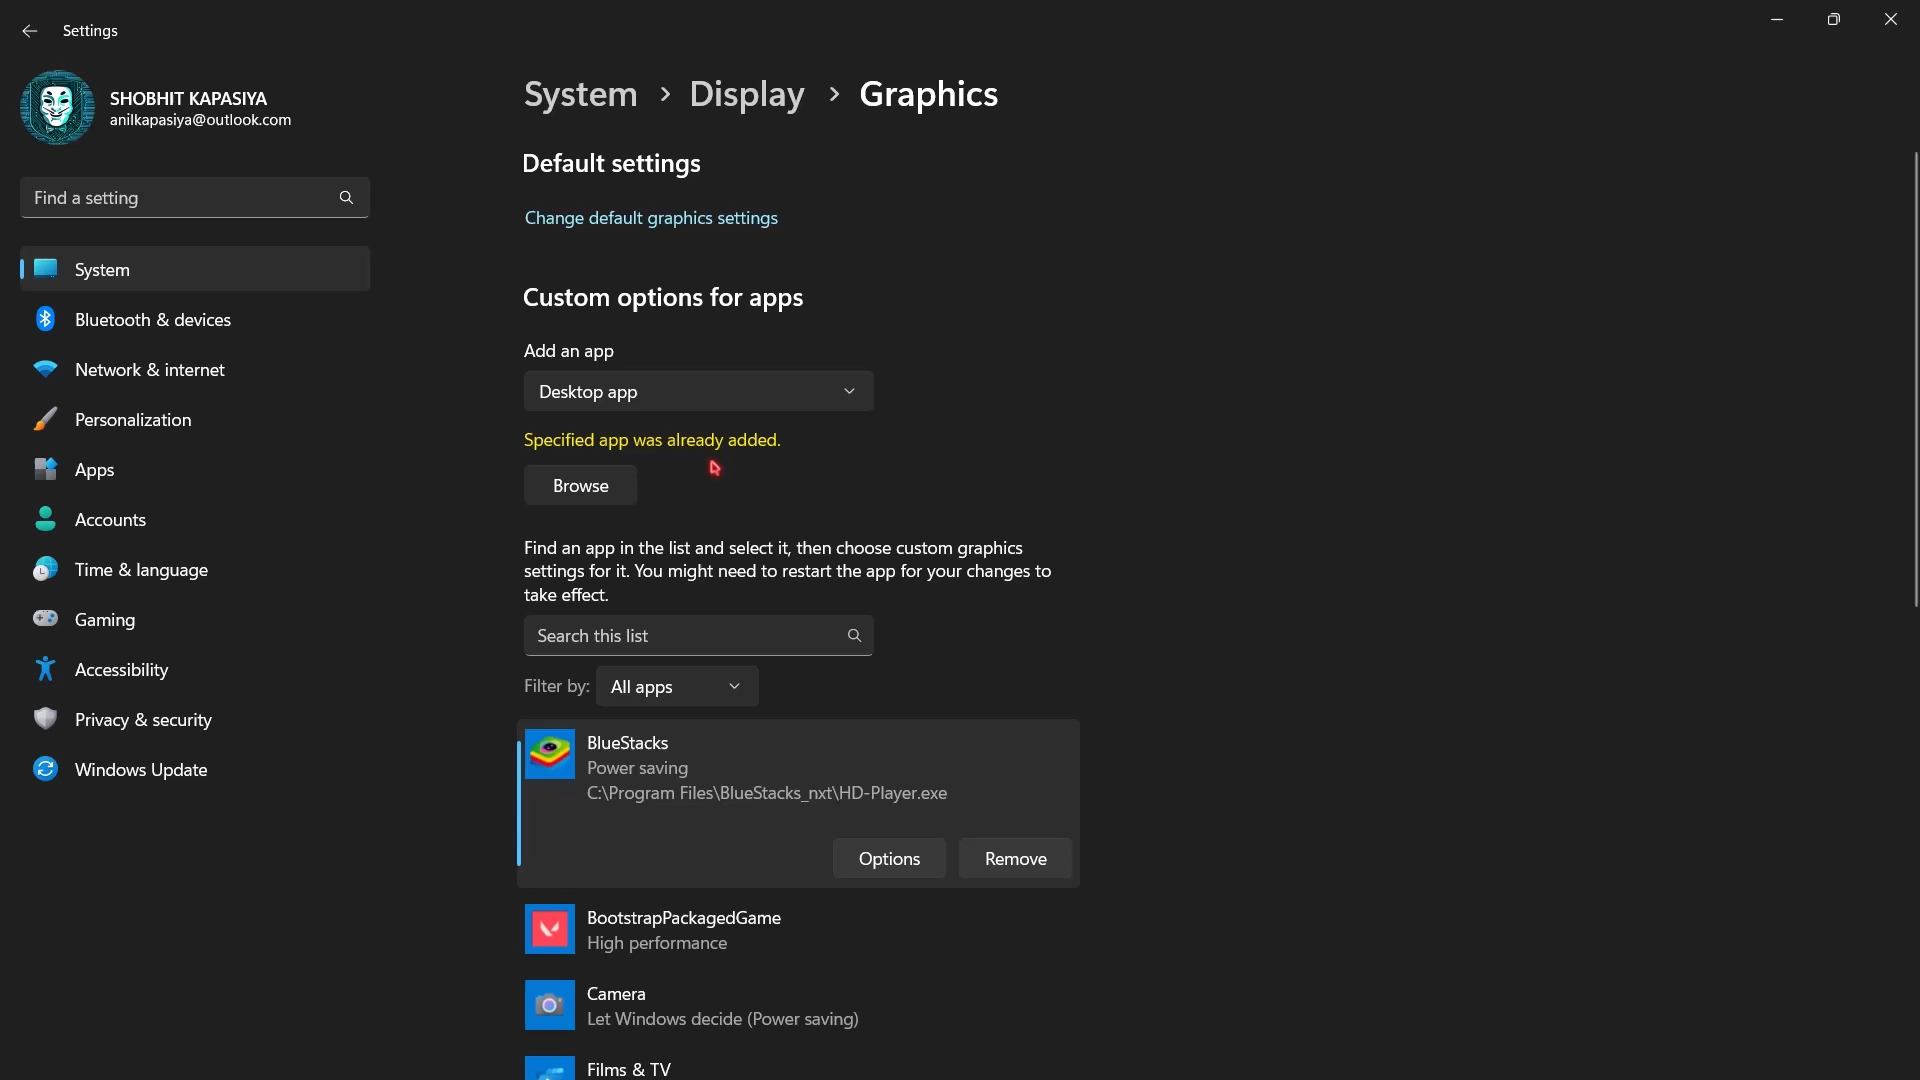 Settings
SHOBHIT KAPASIYA
anilkapasiya@outlook.com
Find a setting
System
Bluetooth & devices
Network & internet
Personalization
Apps
Accounts
Time & language
Gaming
Accessibility
Privacy & security
Windows Update
System › Display › Graphics
Default settings
Change default graphics settings
Custom options for apps
Add an app
Desktop app
Specified app was already added.
Browse
Find an app in the list and select it, then choose custom graphics
settings for it. You might need to restart the app for your changes to
take effect.
Search this list
Filter by: All apps
BlueStacks
Power saving
C:\Program Files\BlueStacks_nxt\HD-Player.exe
Options Remove
BootstrapPackagedGame
High performance
Camera
Let Windows decide (Power saving)
Films & TV